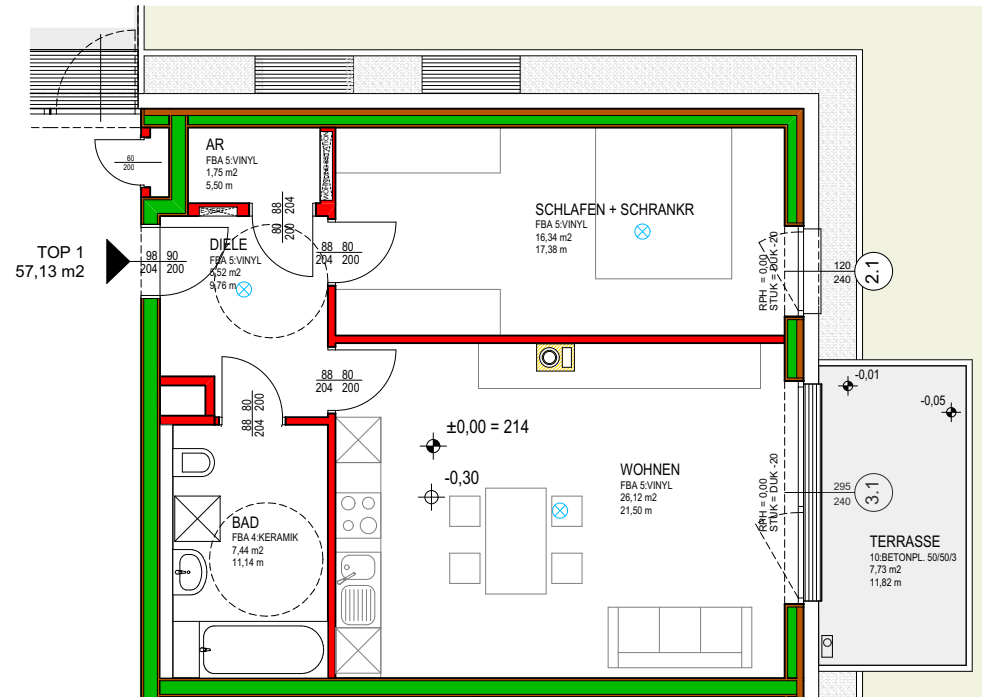 AR
FBA 5:VINYL
1,75 m2
5,50 m
60
200
88
204
80
200
SCHLAFEN + SCHRANKR
FBA 5:VINYL
16,34 m2
17,38 m
TOP 1
57,13 m2
98
204
90
200
DIELE
FBA 5:VINYL
5,52 m2
9,76 m
88
204
80
200
RPH = 0,00
STUK = DUK -20
120
240
2.1
88
204
80
200
80
200
88
204
-0,01
-0,05
±0,00 = 214
-0,30
WOHNEN
FBA 5:VINYL
26,12 m2
21,50 m
RPH = 0,00
STUK = DUK -20
295
240
3.1
BAD
FBA 4:KERAMIK
7,44 m2
11,14 m
TERRASSE
10:BETONPL. 50/50/3
7,73 m2
11,82 m